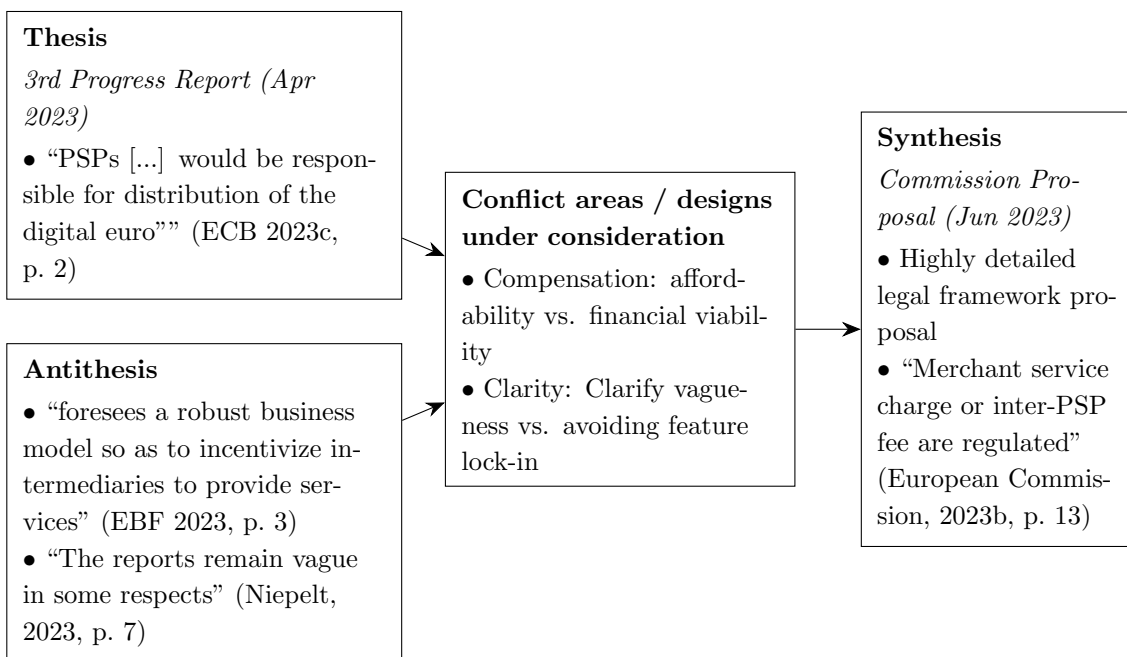 Thesis
3rd Progress Report (Apr
2023)
• “PSPs [...] would be respon-
sible for distribution of the
digital euro”” (ECB 2023c,
p. 2)
Antithesis
• “foresees a robust business
model so as to incentivize in-
termediaries to provide ser-
vices” (EBF 2023, p. 3)
• “The reports remain vague
in some respects” (Niepelt,
2023, p. 7)
Conflict areas / designs
under consideration
• Compensation: afford-
ability vs. financial viabil-
ity
• Clarity: Clarify vague-
ness vs. avoiding feature
lock-in
Synthesis
Commission Pro-
posal (Jun 2023)
• Highly detailed
legal framework pro-
posal
• “Merchant service
charge or inter-PSP
fee are regulated”
(European Commis-
sion, 2023b, p. 13)